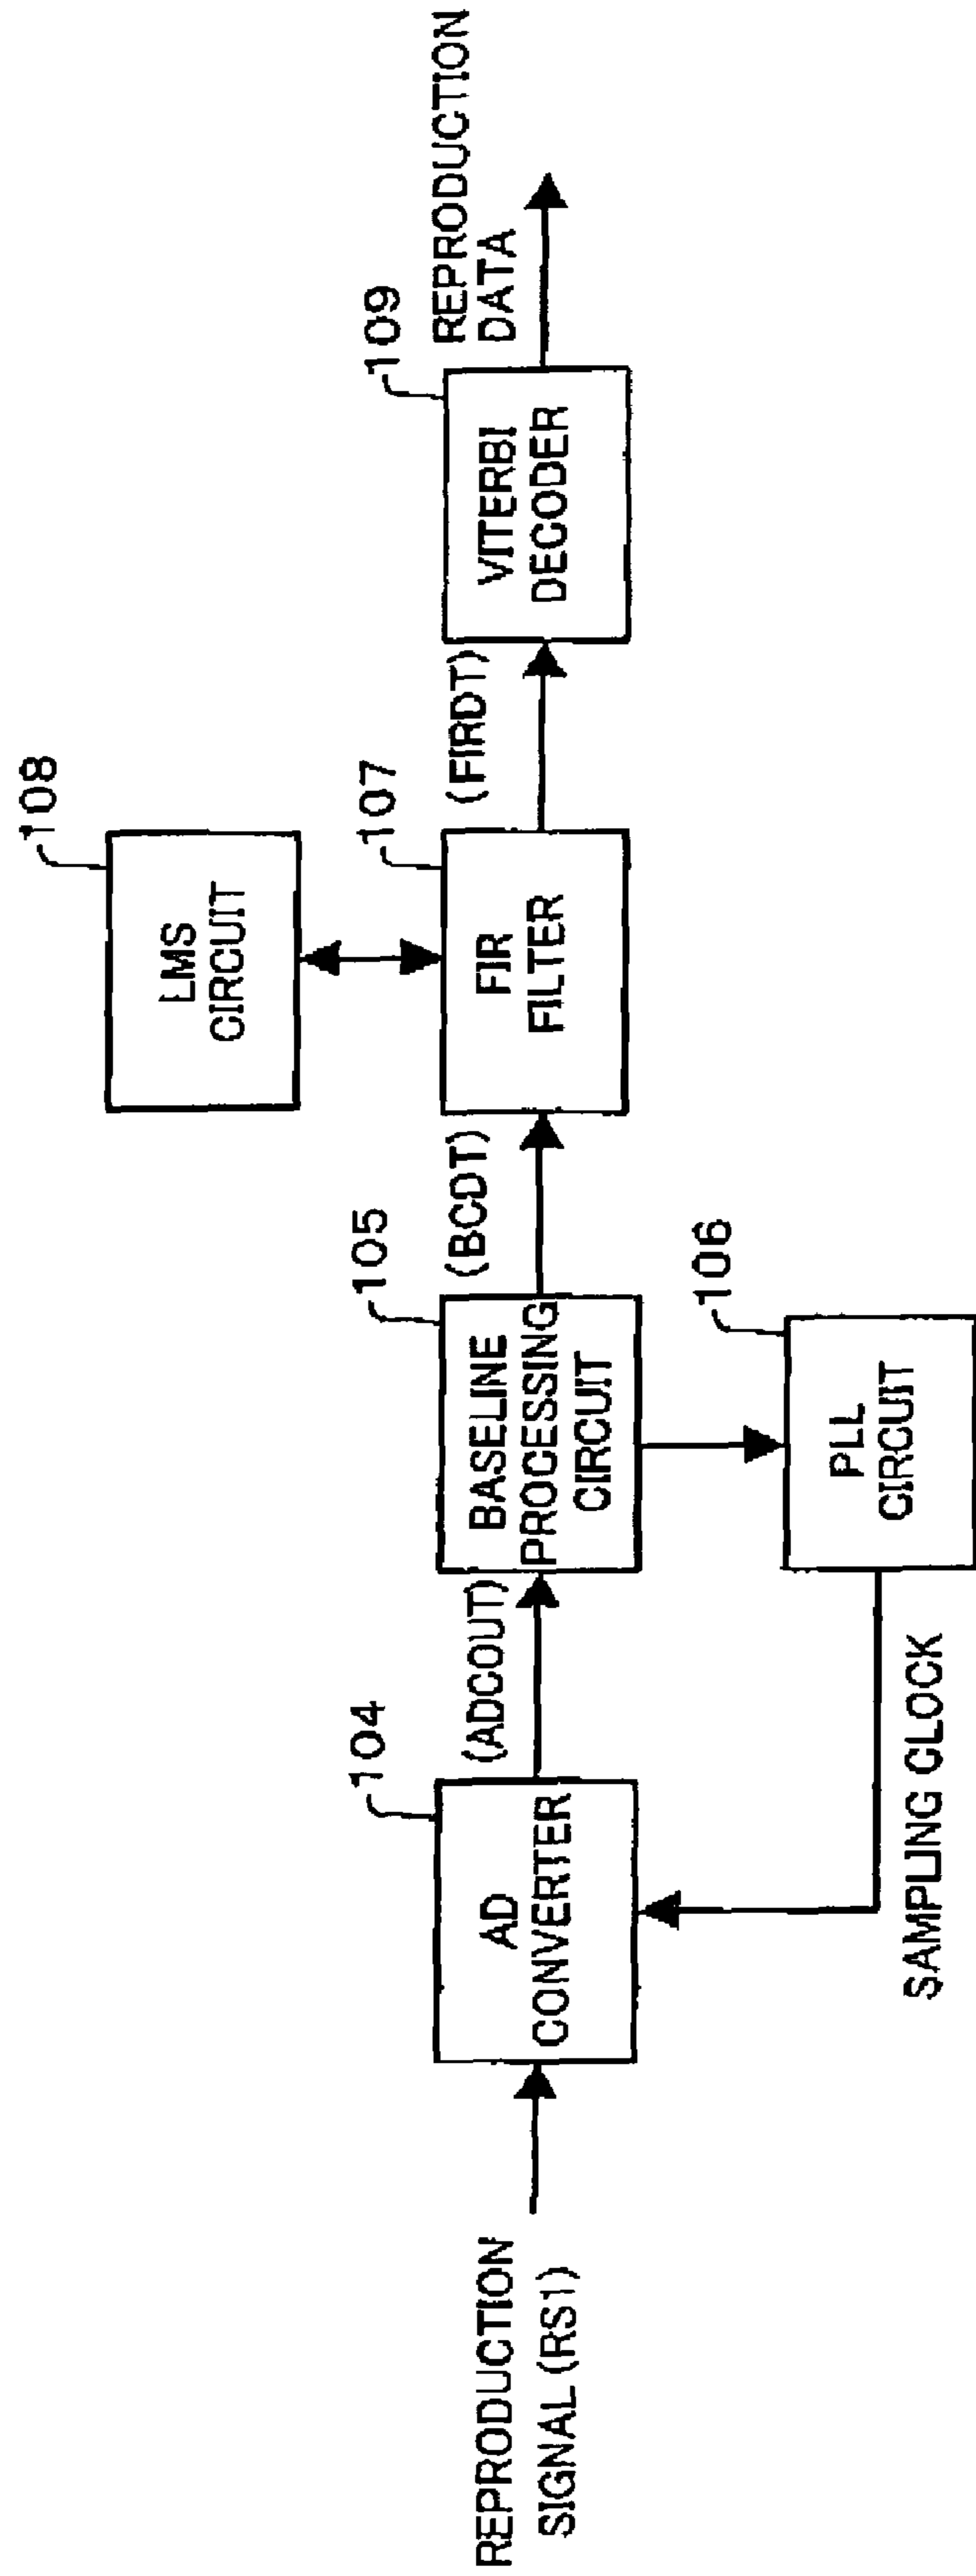 REPRODUCTION
SIGNAL (RS1)
104
AD
CONVERTER
(ADCOUT)
105
BASELINE
PROCESSING
CIRCUIT
(BCDT)
106
PLL
CIRCUIT
SAMPLING CLOCK
107
FIR
FILTER
108
LMS
CIRCUIT
(FIRDT)
109
VITERBI
DECODER
REPRODUCTION
DATA